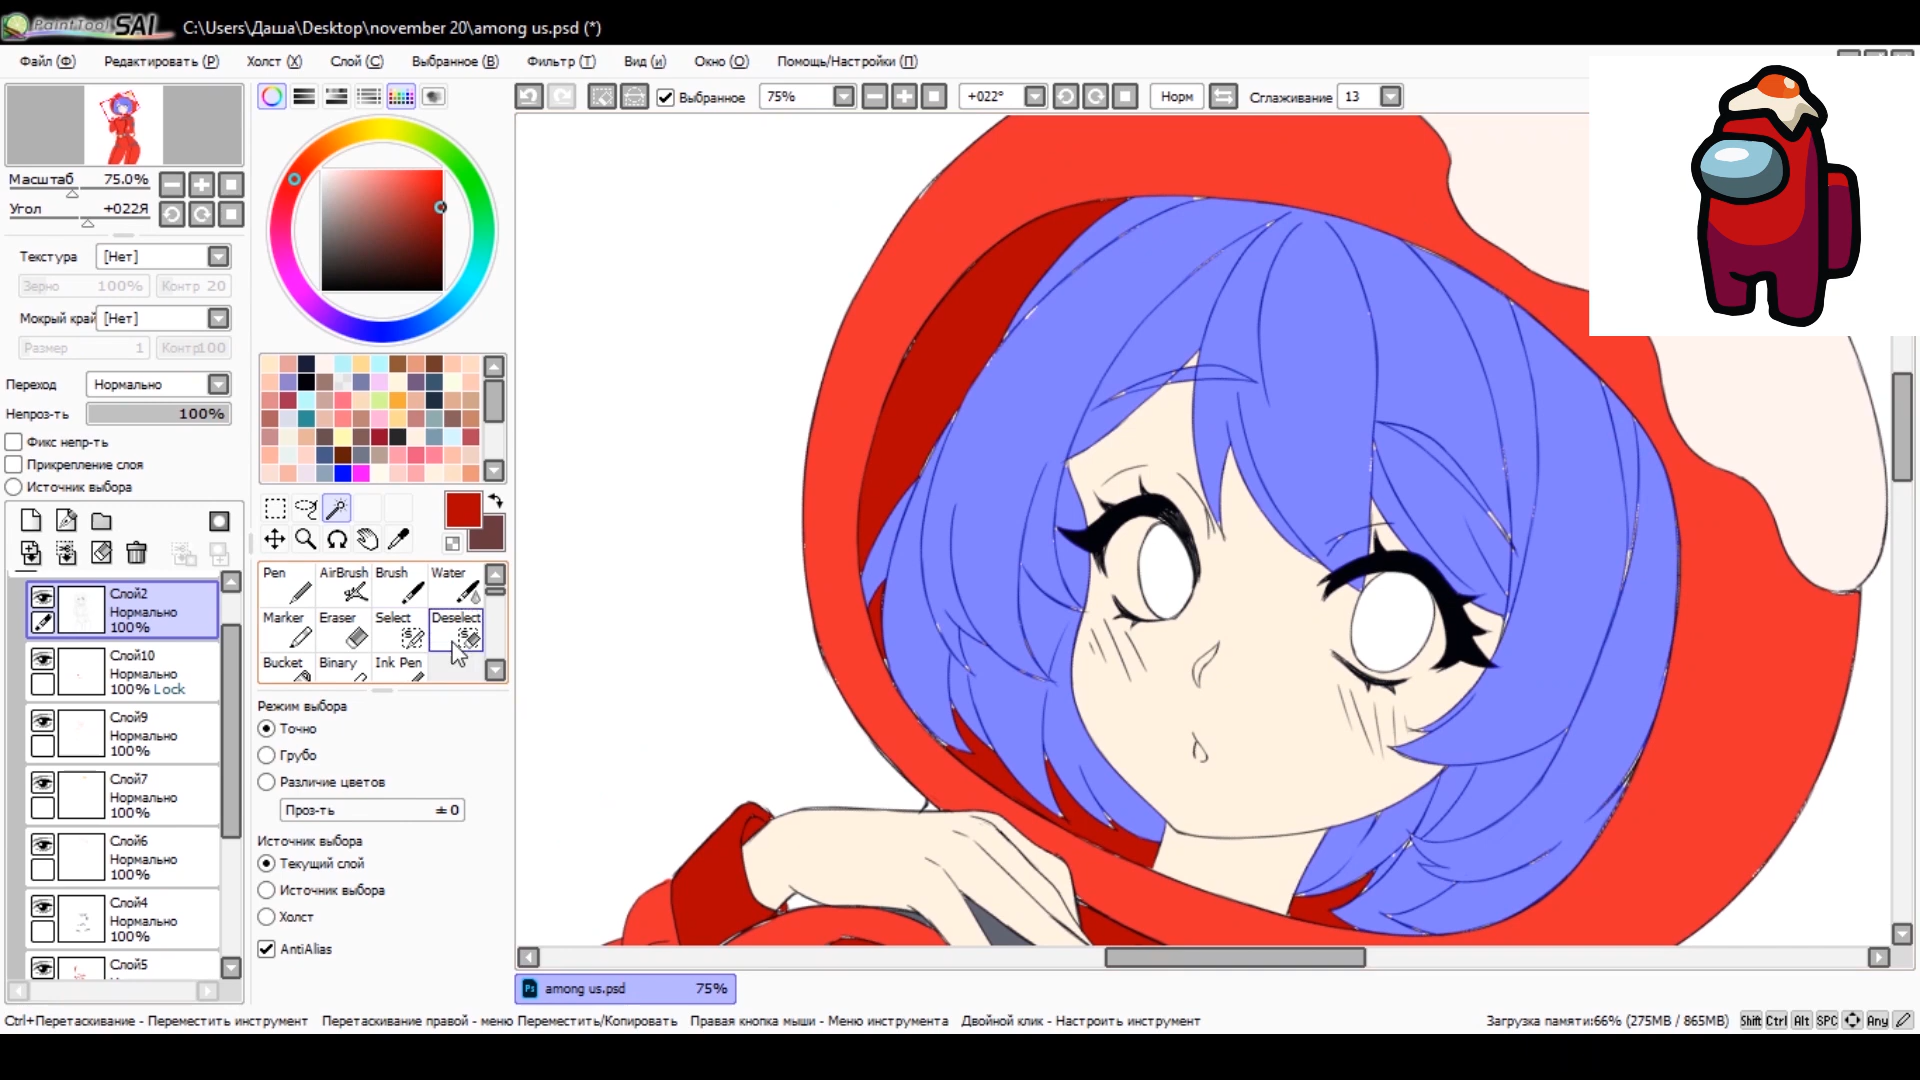 PaintTool SAI C:\Users\Даша\Desktop\november 20\among us.psd (*)
Файл (Ф) Редактировать (Р) Холст (Х) Слой (С) Выбранное (В) Фильтр (Т) Вид (и) Окно (О) Помощь/Настройки (П)
Выбранное 75% +022° Норм Сглаживание 13
Масштаб 75.0%
Угол +022Я
Текстура [Нет]
Зерно 100% Контр 20
Мокрый край [Нет]
Размер 1 Контр100
Переход Нормально
Непроз-ть 100%
Фикс непр-ть
Прикрепление слоя
Источник выбора
Слой2
Нормально
100%
Слой10
Нормально
100% Lock
Слой9
Нормально
100%
Слой7
Нормально
100%
Слой6
Нормально
100%
Слой4
Нормально
100%
Слой5
Pen AirBrush Brush Water
Marker Eraser Select Deselect
Bucket Binary Ink Pen
Режим выбора
Точно
Грубо
Различие цветов
Проз-ть ±0
Источник выбора
Текущий слой
Источник выбора
Холст
AntiAlias
Ps among us.psd 75%
Ctrl+Перетаскивание - Переместить инструмент Перетаскивание правой - меню Переместить/Копировать Правая кнопка мыши - Меню инструмента Двойной клик - Настроить инструмент Загрузка памяти:66% (275MB / 865MB) Shift Ctrl Alt SPC Any